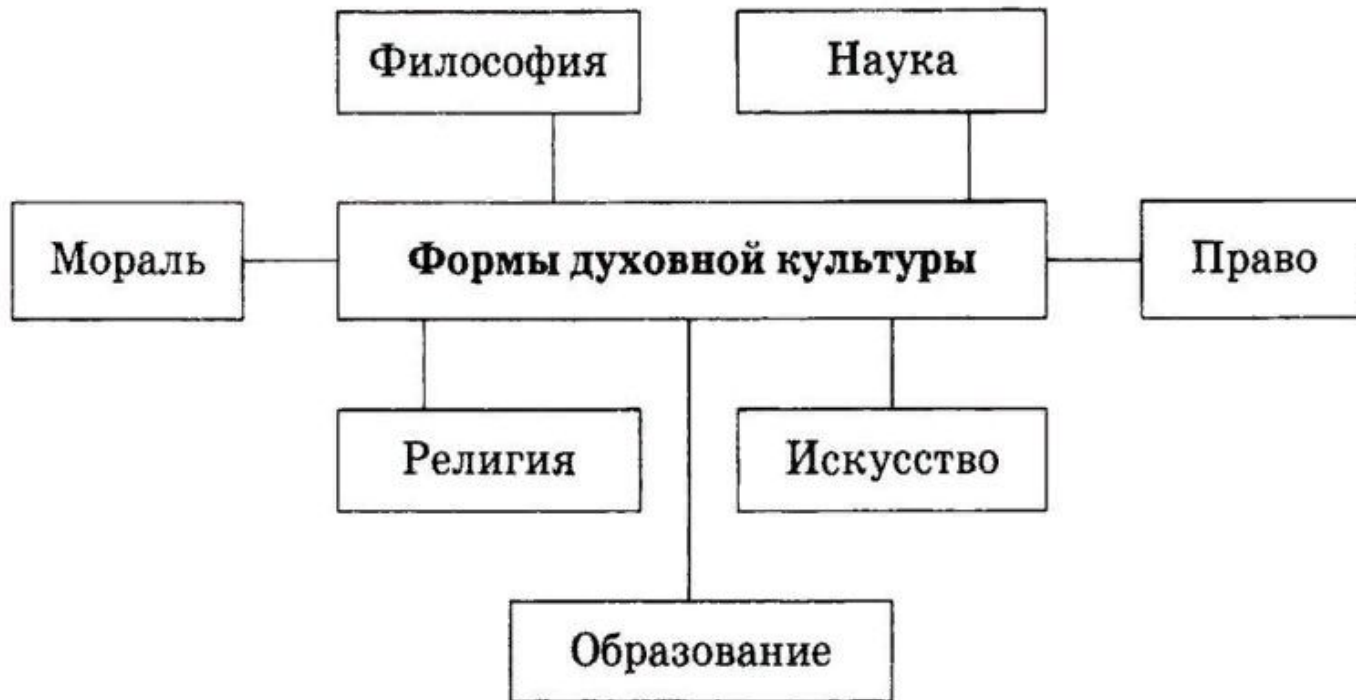 Философия
Наука
Мораль
Формы духовной культуры
Право
Религия
Искусство
Образование